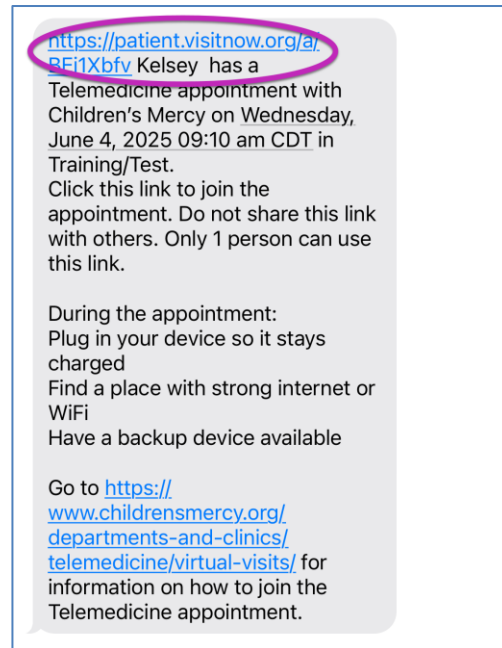 https://patient.visitnow.org/a/
BFi1Xbfv Kelsey  has a
Telemedicine appointment with
Children’s Mercy on Wednesday,
June 4, 2025 09:10 am CDT in
Training/Test.
Click this link to join the
appointment. Do not share this link
with others. Only 1 person can use
this link.

During the appointment:
Plug in your device so it stays
charged
Find a place with strong internet or
WiFi
Have a backup device available

Go to https://
www.childrensmercy.org/
departments-and-clinics/
telemedicine/virtual-visits/ for
information on how to join the
Telemedicine appointment.